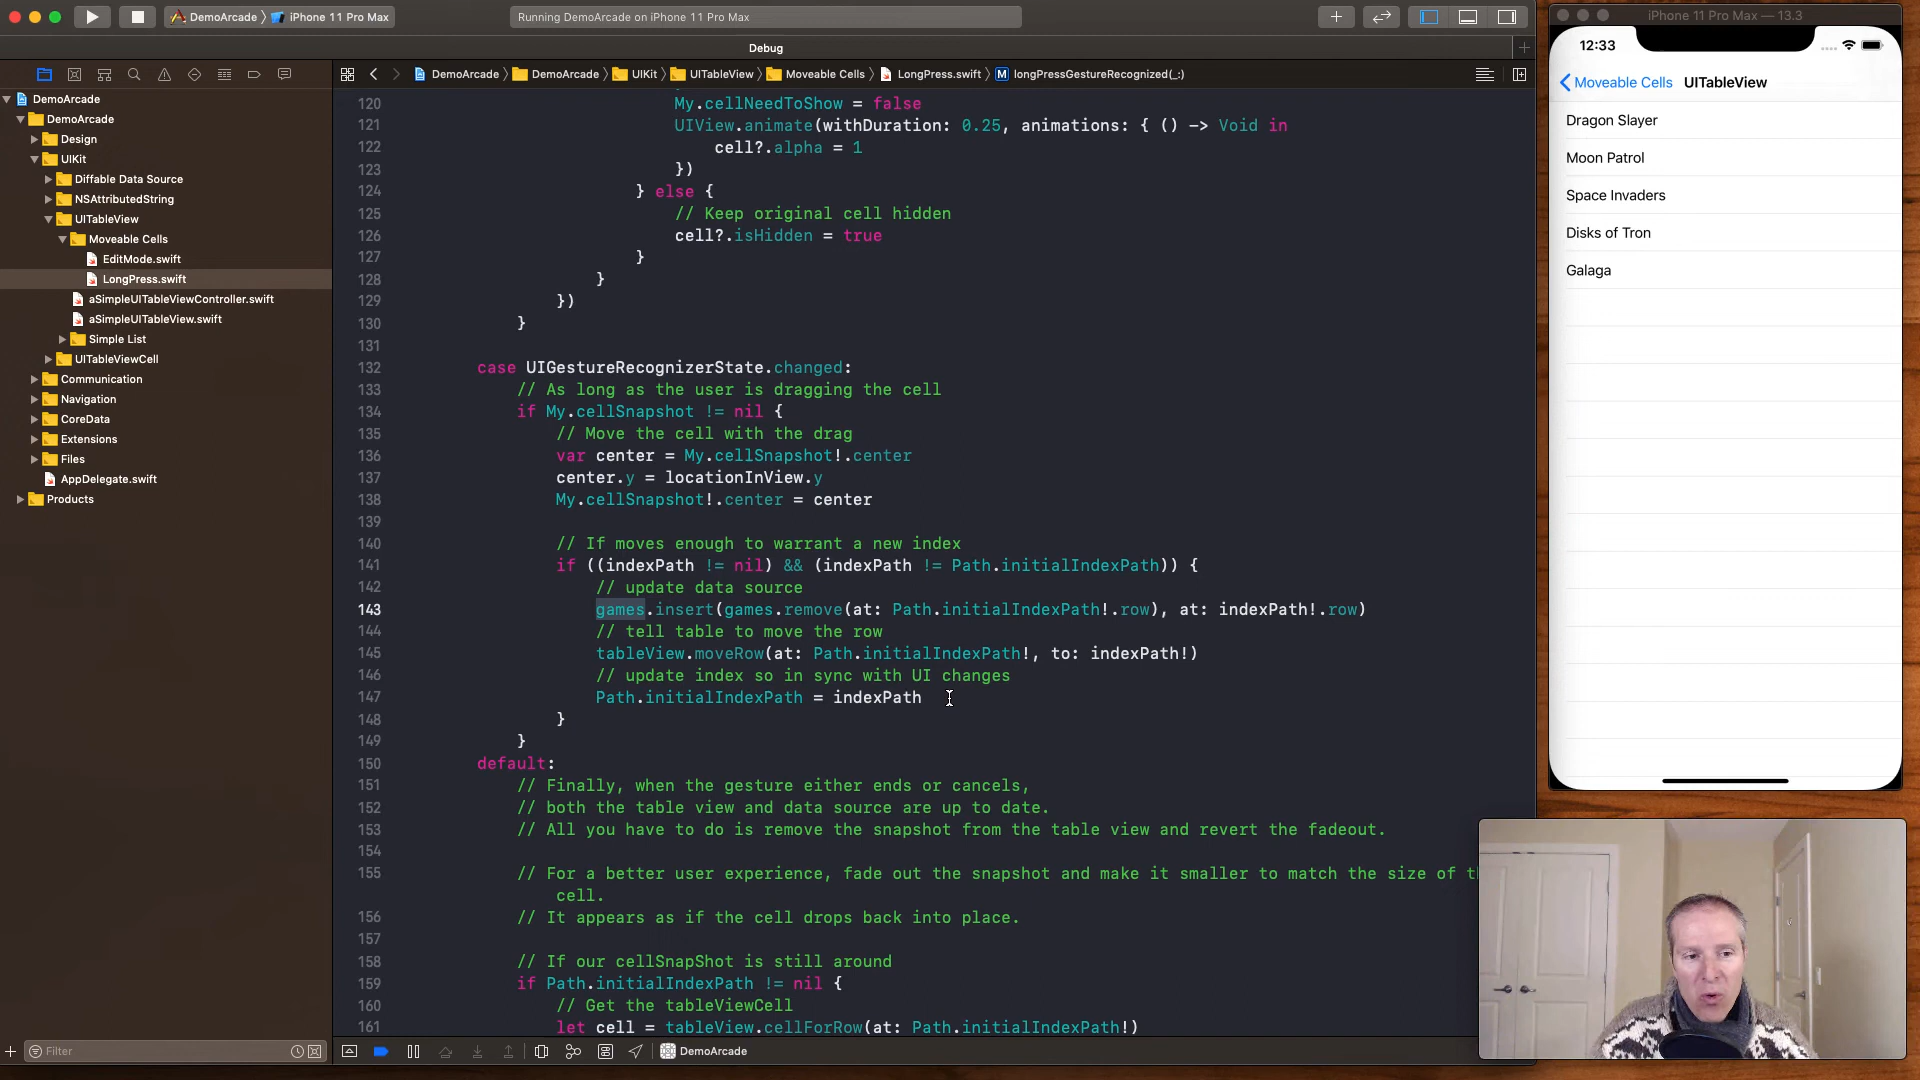 DemoArcade
iPhone 11 Pro Max
Running DemoArcade on iPhone 11 Pro Max
iPhone 11 Pro Max — 13.3
Debug
DemoArcade
DemoArcade
UIKit
UITableView
Moveable Cells
LongPress.swift
M longPressGestureRecognized(_:)
DemoArcade
DemoArcade
Design
UIKit
Diffable Data Source
NSAttributedString
UITableView
Moveable Cells
EditMode.swift
LongPress.swift
aSimpleUITableViewController.swift
aSimpleUITableView.swift
Simple List
UITableViewCell
Communication
Navigation
CoreData
Extensions
Files
AppDelegate.swift
Products
Filter
120 My.cellNeedToShow = false
121 UIView.animate(withDuration: 0.25, animations: { () -> Void in
122 cell?.alpha = 1
123 })
124 } else {
125 // Keep original cell hidden
126 cell?.isHidden = true
127 }
128 }
129 })
130 }
131
132 case UIGestureRecognizerState.changed:
133 // As long as the user is dragging the cell
134 if My.cellSnapshot != nil {
135 // Move the cell with the drag
136 var center = My.cellSnapshot!.center
137 center.y = locationInView.y
138 My.cellSnapshot!.center = center
139
140 // If moves enough to warrant a new index
141 if ((indexPath != nil) && (indexPath != Path.initialIndexPath)) {
142 // update data source
143 games.insert(games.remove(at: Path.initialIndexPath!.row), at: indexPath!.row)
144 // tell table to move the row
145 tableView.moveRow(at: Path.initialIndexPath!, to: indexPath!)
146 // update index so in sync with UI changes
147 Path.initialIndexPath = indexPath
148 }
149 }
150 default:
151 // Finally, when the gesture either ends or cancels,
152 // both the table view and data source are up to date.
153 // All you have to do is remove the snapshot from the table view and revert the fadeout.
154
155 // For a better user experience, fade out the snapshot and make it smaller to match the size of
cell.
156 // It appears as if the cell drops back into place.
157
158 // If our cellSnapShot is still around
159 if Path.initialIndexPath != nil {
160 // Get the tableViewCell
161 let cell = tableView.cellForRow(at: Path.initialIndexPath!)
DemoArcade
12:33
Moveable Cells
UITableView
Dragon Slayer
Moon Patrol
Space Invaders
Disks of Tron
Galaga